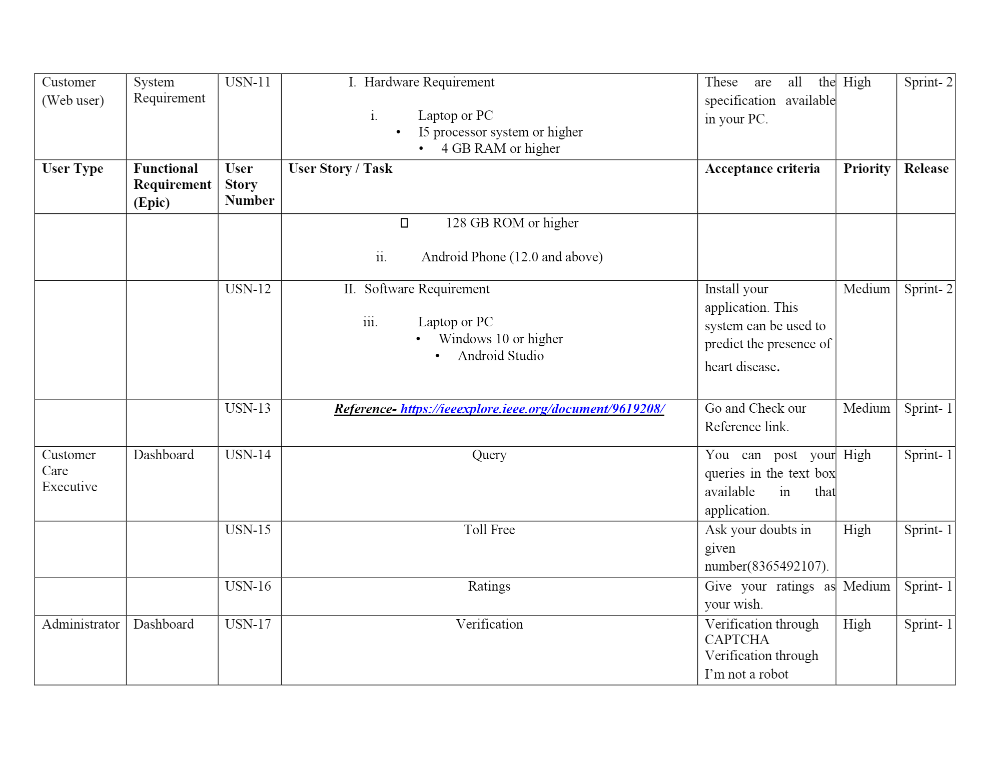 Customer
(Web user)
System
Requirement
USN-11
I. Hardware Requirement
i. Laptop or PC
• I5 processor system or higher
• 4 GB RAM or higher
These are all the
specification available
in your PC.
High
Sprint- 2
User Type
Functional
Requirement
(Epic)
User
Story
Number
User Story / Task
Acceptance criteria
Priority
Release
128 GB ROM or higher
ii. Android Phone (12.0 and above)
USN-12
II. Software Requirement
iii. Laptop or PC
• Windows 10 or higher
• Android Studio
Install your
application. This
system can be used to
predict the presence of
heart disease.
Medium
Sprint- 2
USN-13
Reference- https://ieeexplore.ieee.org/document/9619208/
Go and Check our
Reference link.
Medium
Sprint- 1
Customer
Care
Executive
Dashboard
USN-14
Query
You can post your
queries in the text box
available in that
application.
High
Sprint- 1
USN-15
Toll Free
Ask your doubts in
given
number(8365492107).
High
Sprint- 1
USN-16
Ratings
Give your ratings as
your wish.
Medium
Sprint- 1
Administrator
Dashboard
USN-17
Verification
Verification through
CAPTCHA
Verification through
I’m not a robot
High
Sprint- 1